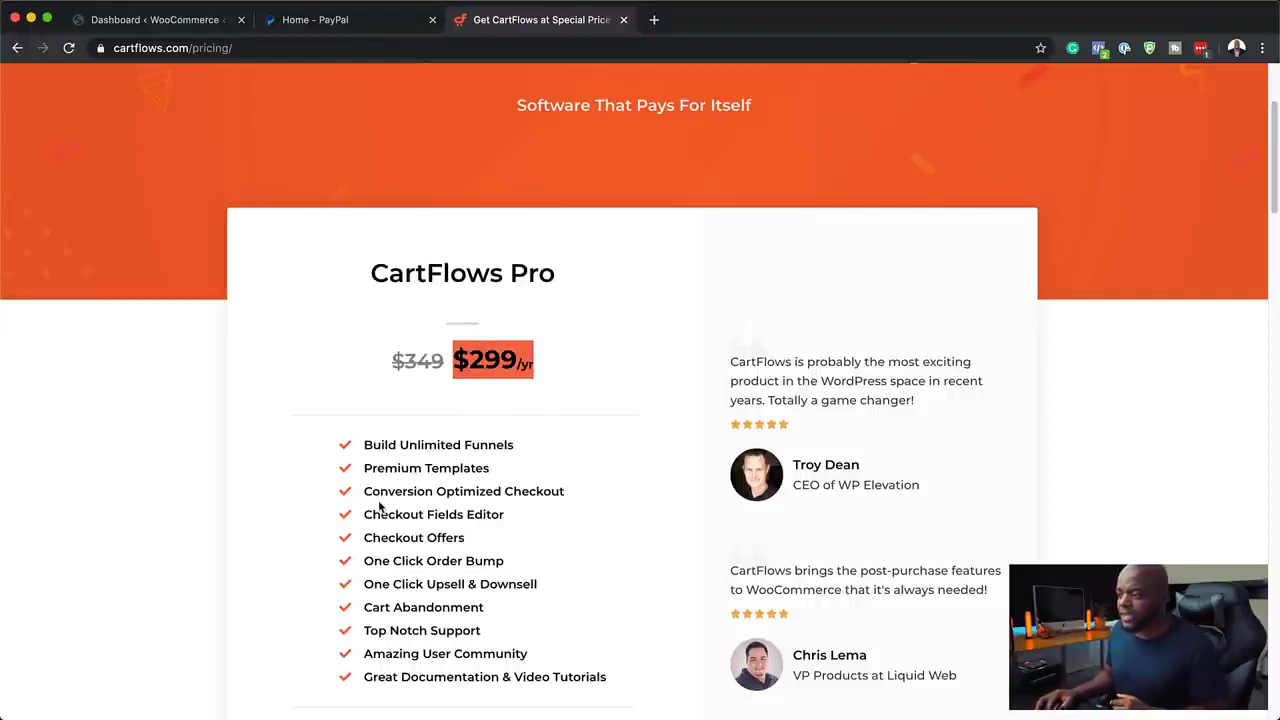 Dashboard ‹ WooCommerce ‹
Home - PayPal
Get CartFlows at Special Price
cartflows.com/pricing/
2
1
Software That Pays For Itself
CartFlows Pro
$349 $299/yr
Build Unlimited Funnels
Premium Templates
Conversion Optimized Checkout
Checkout Fields Editor
Checkout Offers
One Click Order Bump
One Click Upsell & Downsell
Cart Abandonment
Top Notch Support
Amazing User Community
Great Documentation & Video Tutorials
CartFlows is probably the most exciting
product in the WordPress space in recent
years. Totally a game changer!
Troy Dean
CEO of WP Elevation
CartFlows brings the post-purchase features
to WooCommerce that it's always needed!
Chris Lema
VP Products at Liquid Web